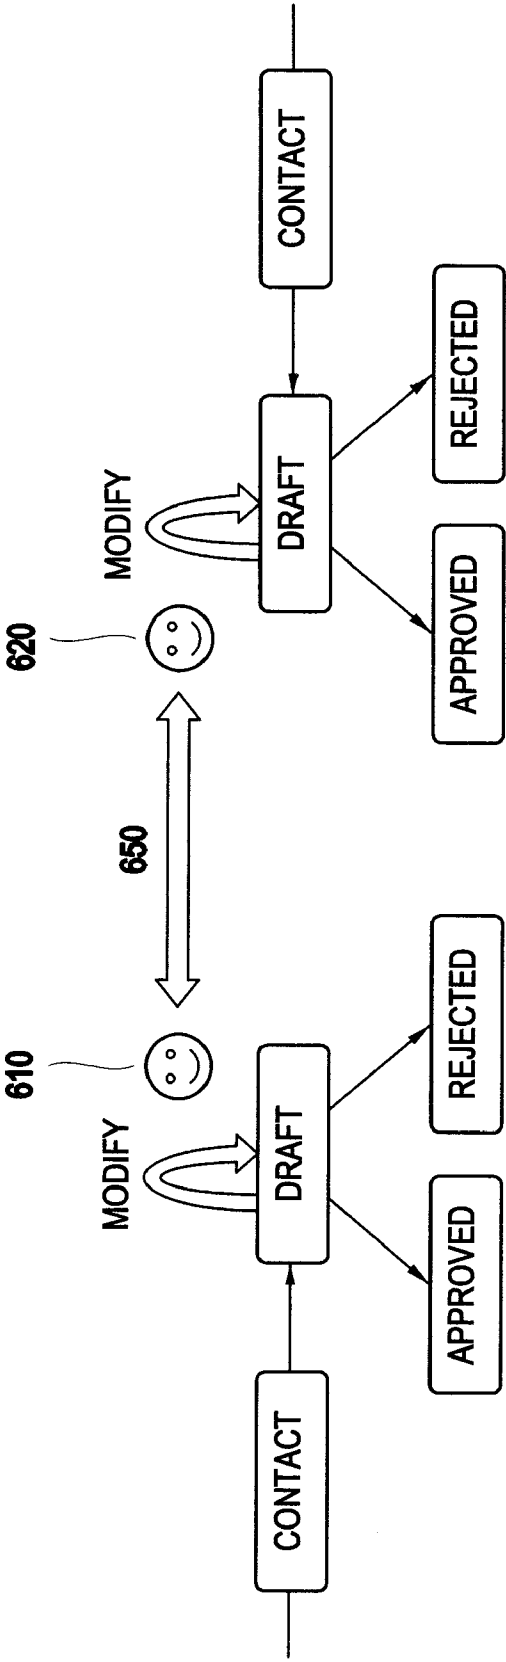 610
650
620
MODIFY
MODIFY
CONTACT
DRAFT
DRAFT
CONTACT
APPROVED
REJECTED
APPROVED
REJECTED